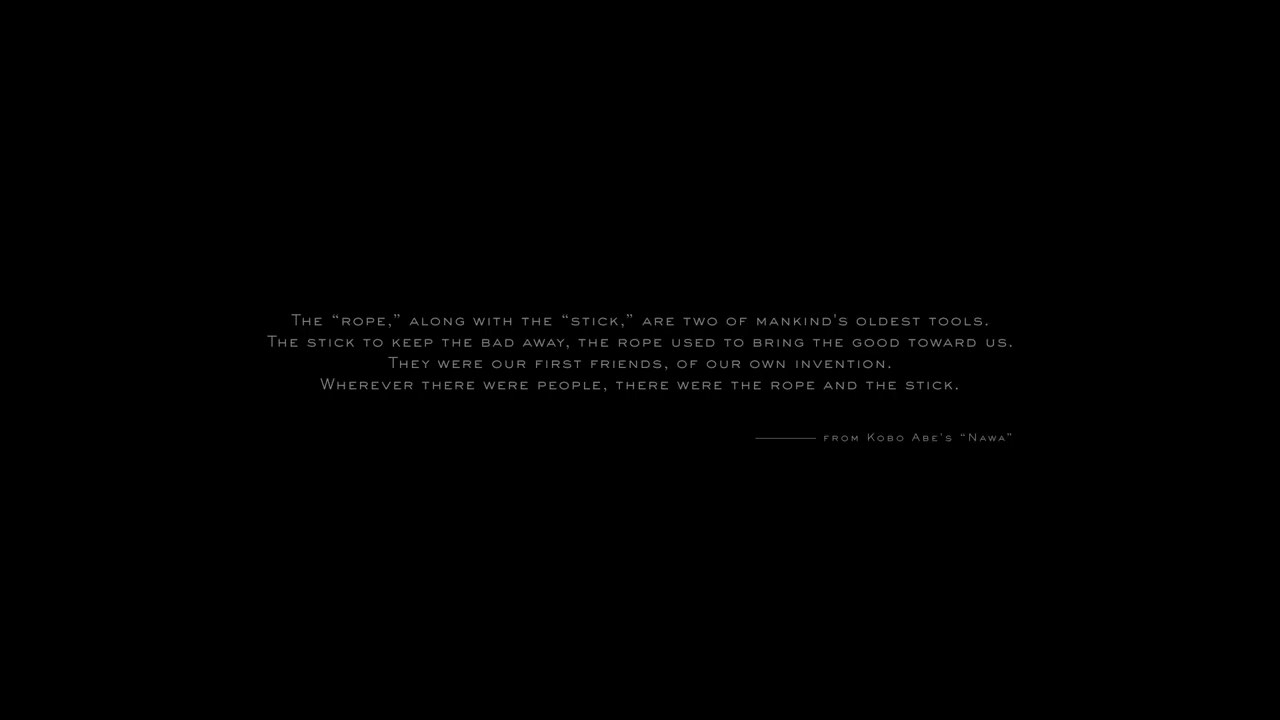 The “rope,” along with the “stick,” are two of mankind's oldest tools.
The stick to keep the bad away, the rope used to bring the good toward us.
They were our first friends, of our own invention.
Wherever there were people, there were the rope and the stick.
from Kobo Abe's “Nawa”